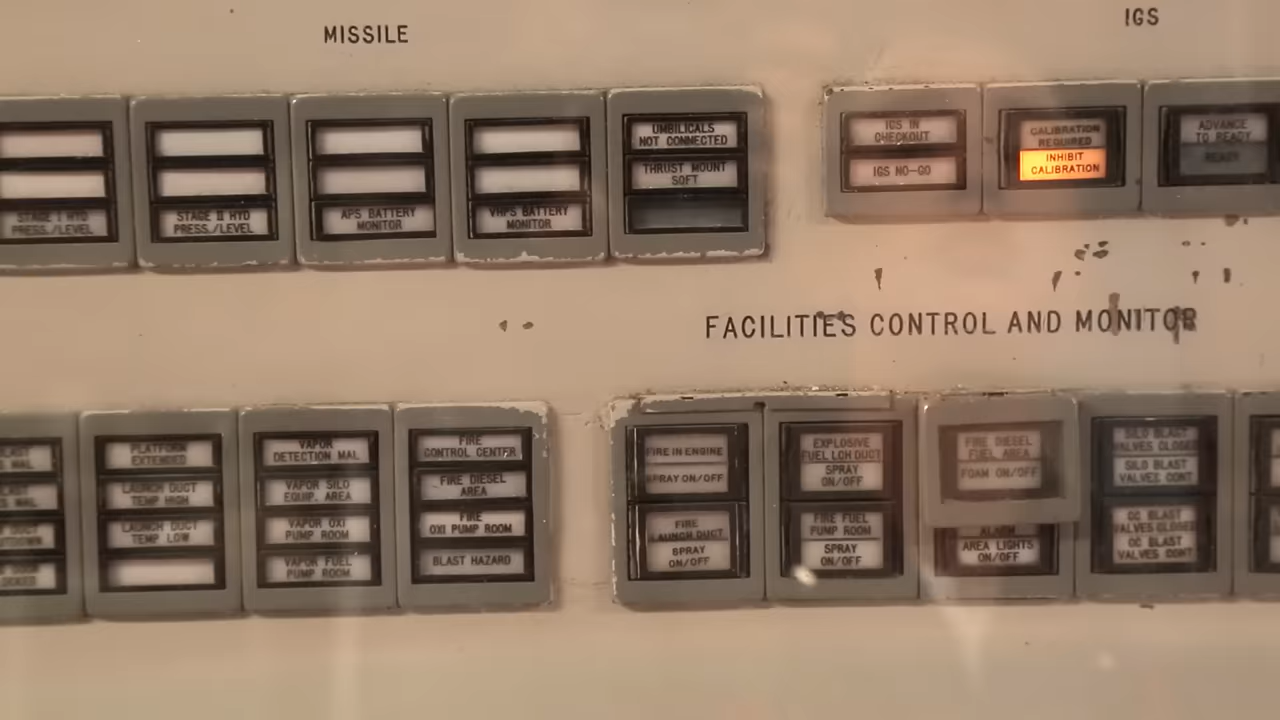 MISSILE
IGS
STAGE I HYD
PRESS./LEVEL
STAGE II HYD
PRESS./LEVEL
APS BATTERY
MONITOR
VHPS BATTERY
MONITOR
UMBILICALS
NOT CONNECTED
THRUST MOUNT
SOFT
IGS IN
CHECKOUT
IGS NO-GO
CALIBRATION
REQUIRED
INHIBIT
CALIBRATION
ADVANCE
TO READY
READY
FACILITIES CONTROL AND MONITOR
PLATFORM
EXTENDED
LAUNCH DUCT
TEMP HIGH
LAUNCH DUCT
TEMP LOW
VAPOR
DETECTION MAL
VAPOR SILO
EQUIP. AREA
VAPOR OXI
PUMP ROOM
VAPOR FUEL
PUMP ROOM
FIRE
CONTROL CENTER
FIRE DIESEL
AREA
FIRE
OXI PUMP ROOM
BLAST HAZARD
FIRE IN ENGINE
SPRAY ON/OFF
FIRE
LAUNCH DUCT
SPRAY
ON/OFF
EXPLOSIVE
FUEL LCH DUCT
SPRAY
ON/OFF
FIRE FUEL
PUMP ROOM
SPRAY
ON/OFF
FIRE DIESEL
FUEL AREA
FOAM ON/OFF
ALARM
AREA LIGHTS
ON/OFF
SILO BLAST
VALVES CLOSED
SILO BLAST
VALVES CONT
CC BLAST
VALVES CLOSED
CC BLAST
VALVES CONT